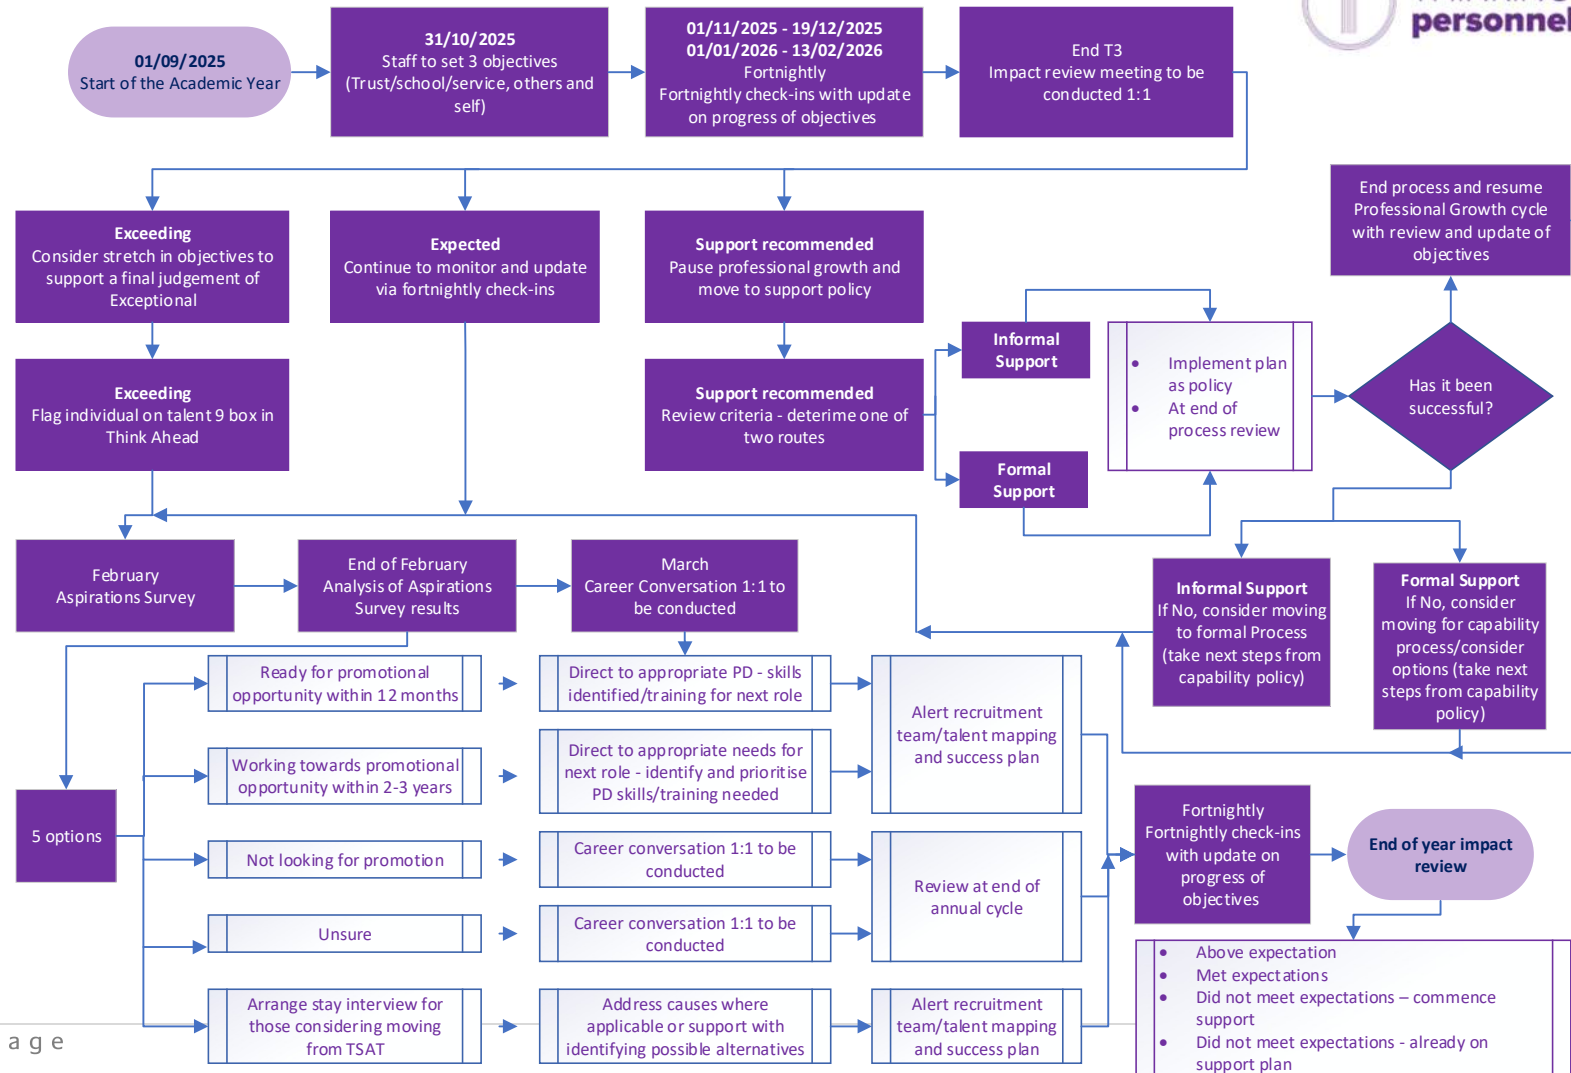 personnel
01/09/2025
Start of the Academic Year
31/10/2025
Staff to set 3 objectives
(Trust/school/service, others and
self)
01/11/2025 - 19/12/2025
01/01/2026 - 13/02/2026
Fortnightly
Fortnightly check-ins with update
on progress of objectives
End T3
Impact review meeting to be
conducted 1:1
Exceeding
Consider stretch in objectives to
support a final judgement of
Exceptional
Expected
Continue to monitor and update
via fortnightly check-ins
Support recommended
Pause professional growth and
move to support policy
End process and resume
Professional Growth cycle
with review and update of
objectives
Exceeding
Flag individual on talent 9 box in
Think Ahead
Support recommended
Review criteria - deterime one of
two routes
Informal
Support
Formal
Support
• Implement plan
as policy
• At end of
process review
Has it been
successful?
February
Aspirations Survey
End of February
Analysis of Aspirations
Survey results
March
Career Conversation 1:1 to
be conducted
Informal Support
If No, consider moving
to formal Process
(take next steps from
capability policy)
Formal Support
If No, consider
moving for capability
process/consider
options (take next
steps from capability
policy)
5 options
Ready for promotional
opportunity within 12 months
Direct to appropriate PD - skills
identified/training for next role
Working towards promotional
opportunity within 2-3 years
Direct to appropriate needs for
next role - identify and prioritise
PD skills/training needed
Alert recruitment
team/talent mapping
and success plan
Not looking for promotion
Career conversation 1:1 to be
conducted
Unsure
Career conversation 1:1 to be
conducted
Review at end of
annual cycle
Arrange stay interview for
those considering moving
from TSAT
Address causes where
applicable or support with
identifying possible alternatives
Alert recruitment
team/talent mapping
and success plan
Fortnightly
Fortnightly check-ins
with update on
progress of
objectives
End of year impact
review
• Above expectation
• Met expectations
• Did not meet expectations – commence
support
• Did not meet expectations - already on
support plan
age